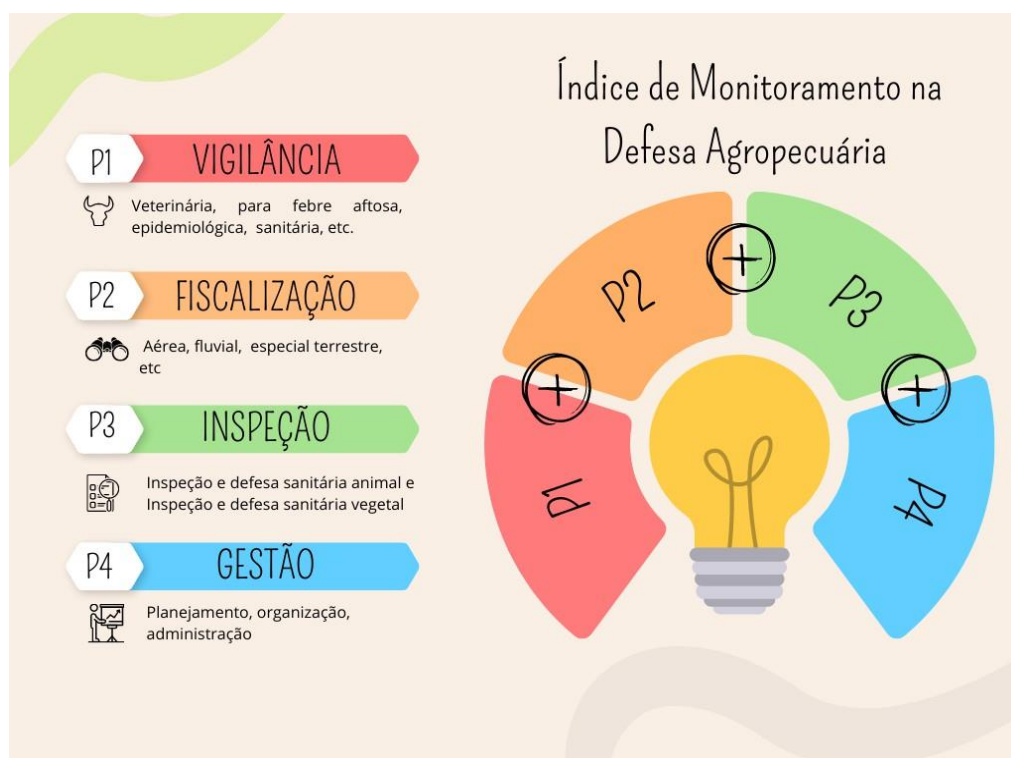 Índice de Monitoramento na
Defesa Agropecuária
P1 VIGILÂNCIA
Veterinária, para febre aftosa,
epidemiológica, sanitária, etc.
P2 FISCALIZAÇÃO
Aérea, fluvial, especial terrestre,
etc
P3 INSPEÇÃO
Inspeção e defesa sanitária animal e
Inspeção e defesa sanitária vegetal
P4 GESTÃO
Planejamento, organização,
administração
P1
+
P2
+
P3
+
P4